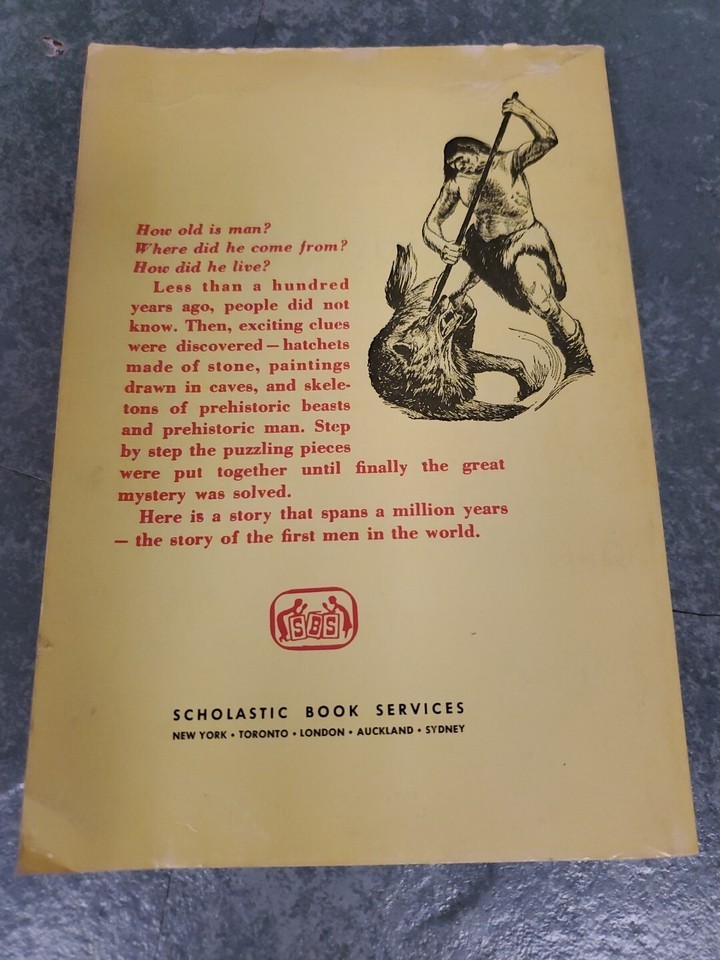 How old is man?
Where did he come from?
How did he live?
Less than a hundred
years ago, people did not
know. Then, exciting clues
were discovered — hatchets
made of stone, paintings
drawn in caves, and skele-
tons of prehistoric beasts
and prehistoric man. Step
by step the puzzling pieces
were put together until finally the great
mystery was solved.
Here is a story that spans a million years
— the story of the first men in the world.
SBS
SCHOLASTIC BOOK SERVICES
NEW YORK • TORONTO • LONDON • AUCKLAND • SYDNEY